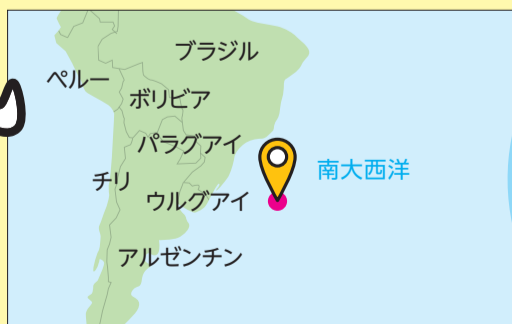 ブラジル
ペルー
ボリビア
パラグアイ
南大西洋
チリ
ウルグアイ
アルゼンチン